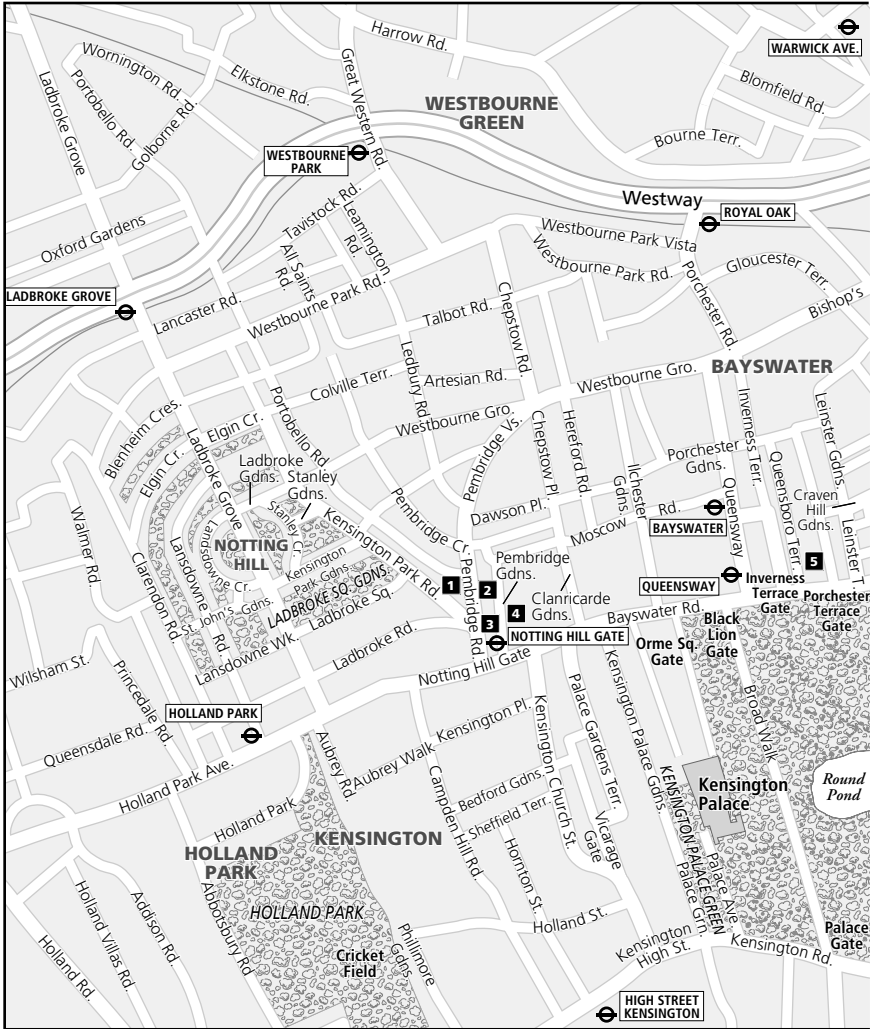 Harrow Rd.
WARWICK AVE.
Wornington Rd.
Elkstone Rd.
Great Western Rd.
Blomfield Rd.
Ladbroke Grove
Portobello Rd.
Golborne Rd.
WESTBOURNE
GREEN
Bourne Terr.
WESTBOURNE
PARK
Westway
ROYAL OAK
Tavistock Rd.
Leamington
Rd.
All Saints
Rd.
Oxford Gardens
Westbourne Park Vista
Westbourne Park Rd.
Gloucester Terr.
Porchester Rd.
Bishop's
LADBROKE GROVE
Lancaster Rd.
Westbourne Park Rd.
Talbot Rd.
Chepstow Rd.
Ledbury Rd.
Colville Terr.
Artesian Rd.
Westbourne Gro.
BAYSWATER
Blenheim Cres.
Elgin Cr.
Portobello Rd.
Westbourne Gro.
Pembridge Vs.
Chepstow Pl.
Hereford Rd.
Inverness Terr.
Leinster Gdns.
Elgin Cr.
Ladbroke Grove
Ladbroke
Gdns.
Stanley
Gdns.
Ilchester
Gdns.
Porchester
Gdns.
Queensboro Terr.
Craven
Hill
Gdns.
Walmer Rd.
Pembridge Cr.
Dawson Pl.
Moscow Rd.
Queensway
BAYSWATER
Leinster T.
Lansdowne Cr.
Stanley Cr.
Kensington Park Rd.
NOTTING
HILL
Clarendon Rd.
Lansdowne Rd
Kensington
Park Gdns.
St. John's Gdns.
LADBROKE SQ. GDNS.
Ladbroke Sq.
1
2
Pembridge
Gdns.
Clanricarde
Gdns.
QUEENSWAY
5
Inverness
Terrace
Gate
Porchester
Terrace
Gate
Pembridge Rd.
3
4
NOTTING HILL GATE
Bayswater Rd.
Black
Lion
Gate
Orme Sq.
Gate
Lansdowne Wk.
Ladbroke Rd.
Notting Hill Gate
Wilsham St.
Princedale Rd.
HOLLAND PARK
Queensdale Rd.
Holland Park Ave.
Aubrey Rd.
Aubrey Walk
Kensington Pl.
Campden Hill Rd.
Bedford Gdns.
Sheffield Terr.
Kensington Church St.
Palace Gardens Terr.
Kensington Palace Gdns.
Vicarage
Gate
Broad Walk
KENSINGTON PALACE GREEN
Kensington
Palace
Round
Pond
Holland Park
KENSINGTON
HOLLAND
PARK
Hornton St.
Palace Ave.
Palace Grn.
Abbotsbury Rd.
HOLLAND PARK
Holland St.
Addison Rd.
Holland Villas Rd.
Holland Rd.
Cricket
Field
Phillimore
Gdns.
Kensington
High St.
Kensington Rd.
Palace
Gate
HIGH STREET
KENSINGTON